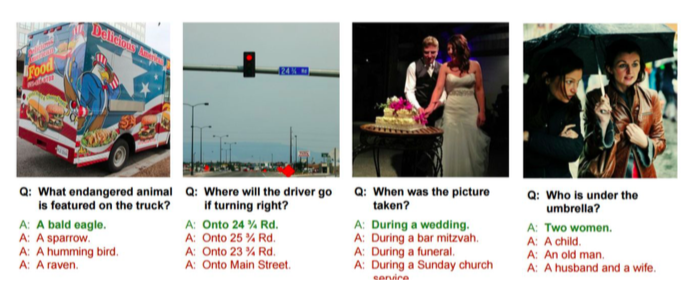 Delicious
Food
24 ¾ Rd
Q: What endangered animal
is featured on the truck?
A: A bald eagle.
A: A sparrow.
A: A humming bird.
A: A raven.
Q: Where will the driver go
if turning right?
A: Onto 24 ¾ Rd.
A: Onto 25 ¾ Rd.
A: Onto 23 ¾ Rd.
A: Onto Main Street.
Q: When was the picture
taken?
A: During a wedding.
A: During a bar mitzvah.
A: During a funeral.
A: During a Sunday church
service
Q: Who is under the
umbrella?
A: Two women.
A: A child.
A: An old man.
A: A husband and a wife.